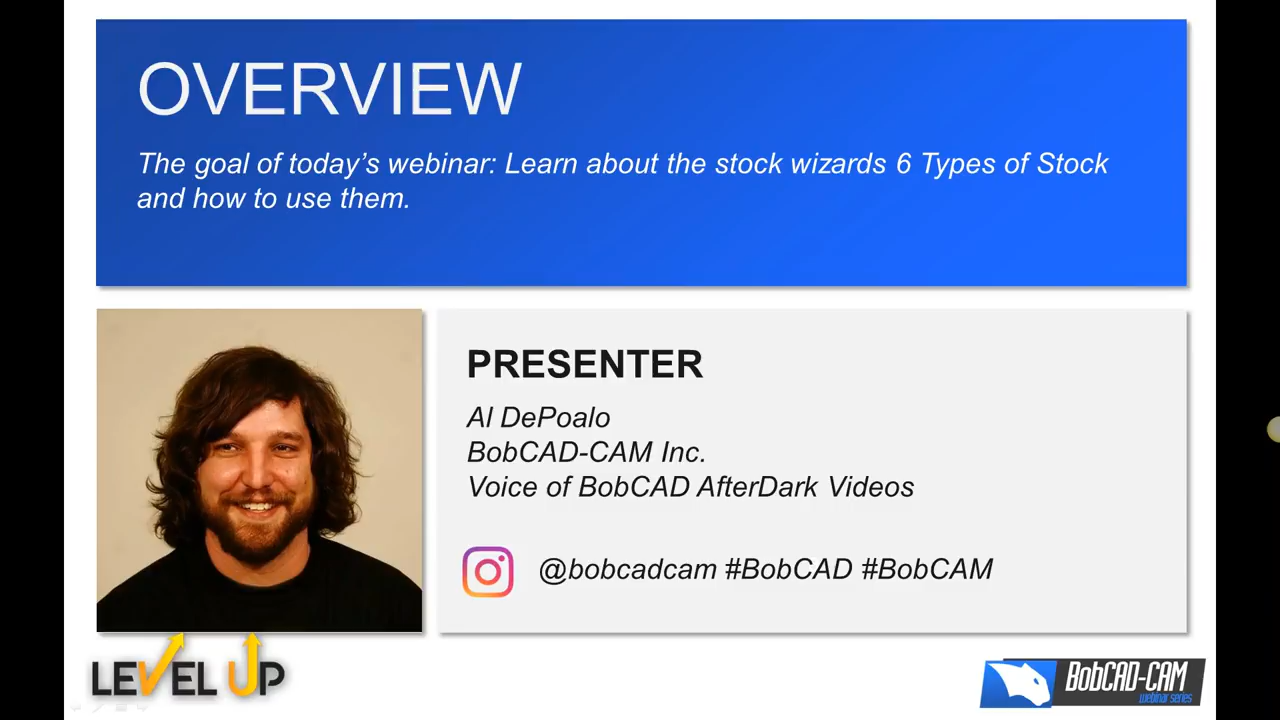 OVERVIEW
The goal of today's webinar: Learn about the stock wizards 6 Types of Stock
and how to use them.
PRESENTER
Al DePoalo
BobCAD-CAM Inc.
Voice of BobCAD AfterDark Videos
@bobcadcam #BobCAD #BobCAM
LEVEL UP
BobCAD-CAM
webinar series